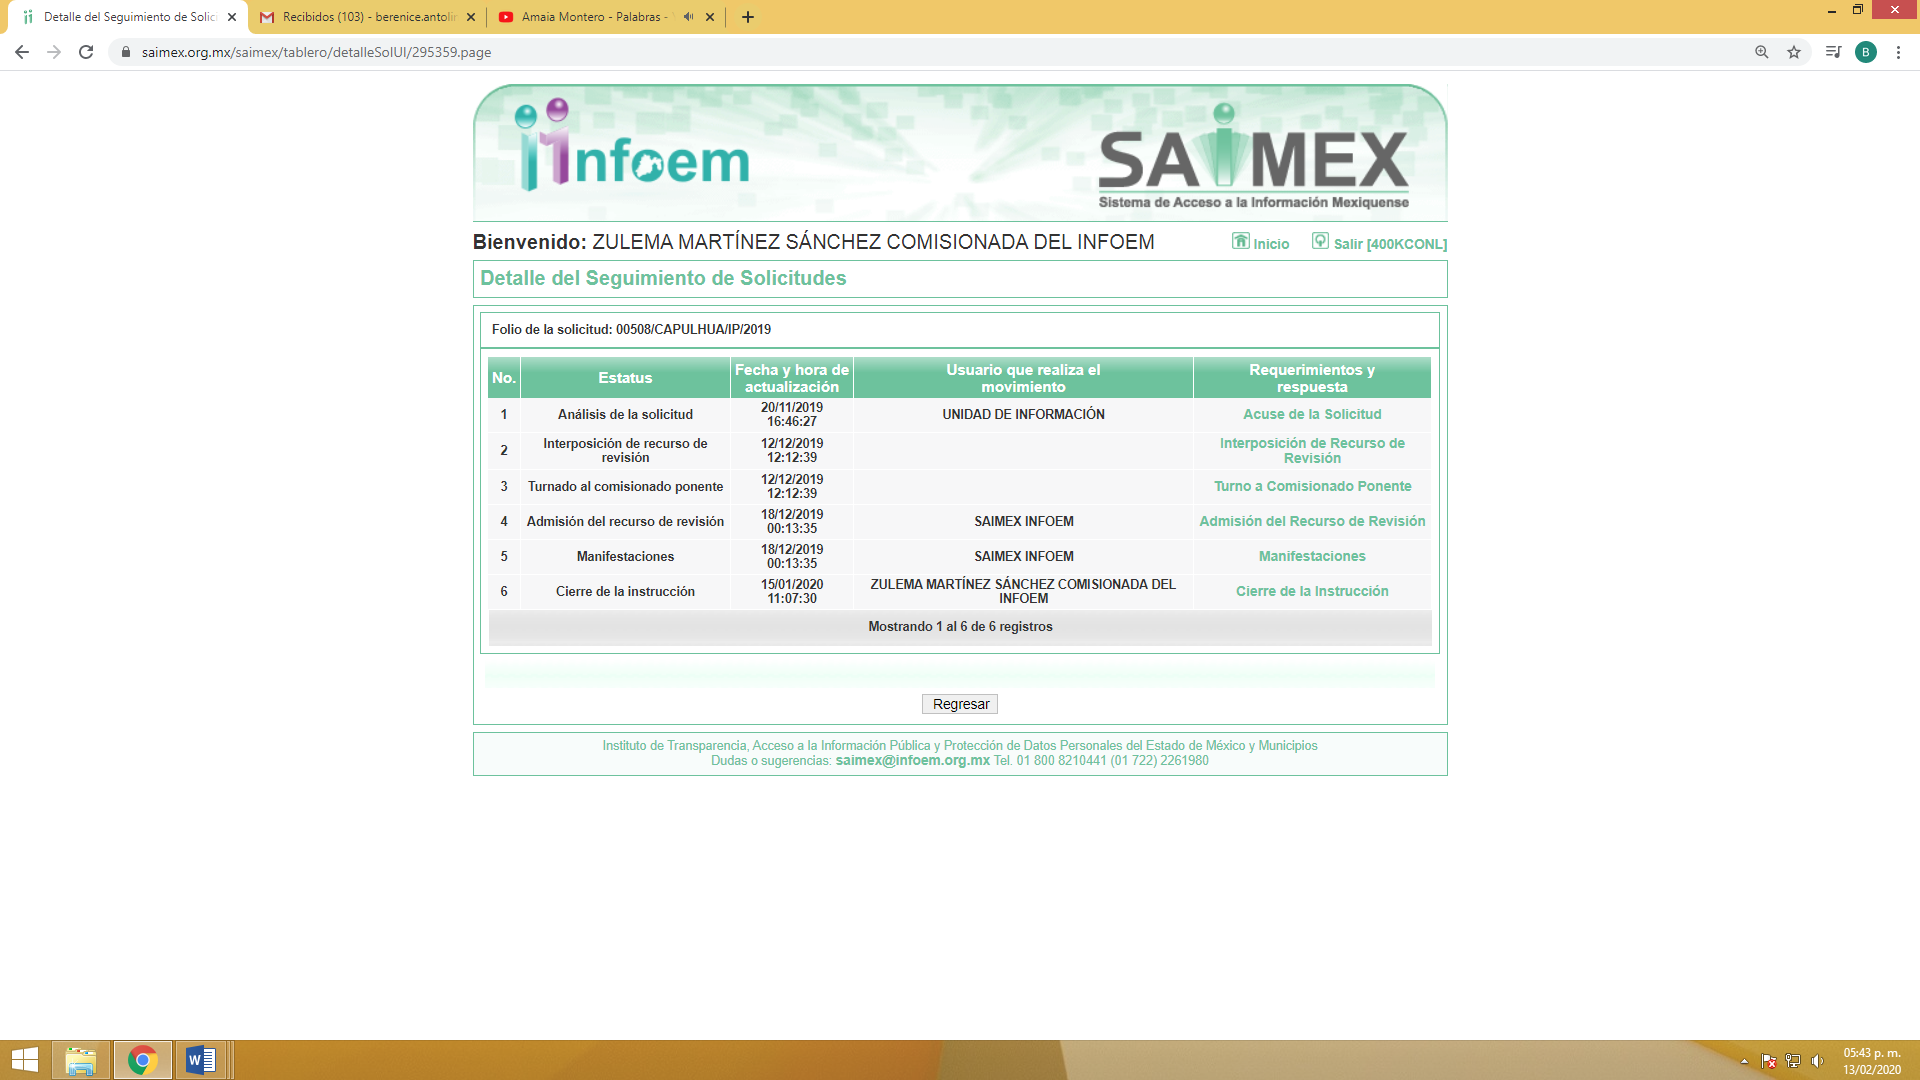 Detalle del Seguimiento de Solici
Recibidos (103) - berenice.antolin
Amaia Montero - Palabras -
saimex.org.mx/saimex/tablero/detalleSolUI/295359.page
B
infoem
SAIMEX
Sistema de Acceso a la Información Mexiquense
Bienvenido: ZULEMA MARTÍNEZ SÁNCHEZ COMISIONADA DEL INFOEM
Inicio
Salir [400KCONL]
Detalle del Seguimiento de Solicitudes
Folio de la solicitud: 00508/CAPULHUA/IP/2019
No. Estatus Fecha y hora de actualización Usuario que realiza el movimiento Requerimientos y respuesta
1 Análisis de la solicitud 20/11/2019 16:46:27 UNIDAD DE INFORMACIÓN Acuse de la Solicitud
2 Interposición de recurso de revisión 12/12/2019 12:12:39 Interposición de Recurso de Revisión
3 Turnado al comisionado ponente 12/12/2019 12:12:39 Turno a Comisionado Ponente
4 Admisión del recurso de revisión 18/12/2019 00:13:35 SAIMEX INFOEM Admisión del Recurso de Revisión
5 Manifestaciones 18/12/2019 00:13:35 SAIMEX INFOEM Manifestaciones
6 Cierre de la instrucción 15/01/2020 11:07:30 ZULEMA MARTÍNEZ SÁNCHEZ COMISIONADA DEL INFOEM Cierre de la Instrucción
Mostrando 1 al 6 de 6 registros
Regresar
Instituto de Transparencia, Acceso a la Información Pública y Protección de Datos Personales del Estado de México y Municipios
Dudas o sugerencias: saimex@infoem.org.mx Tel. 01 800 8210441 (01 722) 2261980
05:43 p. m.
13/02/2020